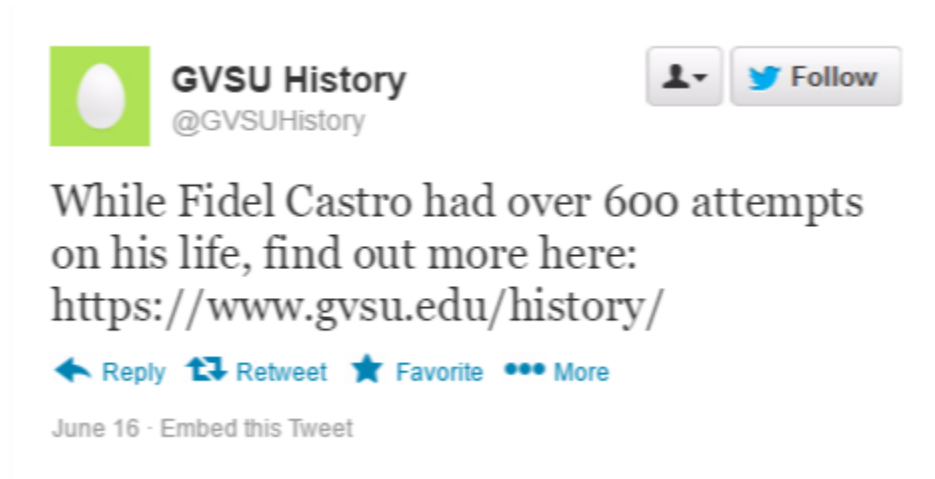 GVSU History
@GVSUHistory
Follow
While Fidel Castro had over 600 attempts
on his life, find out more here:
https://www.gvsu.edu/history/
Reply Retweet Favorite More
June 16 · Embed this Tweet